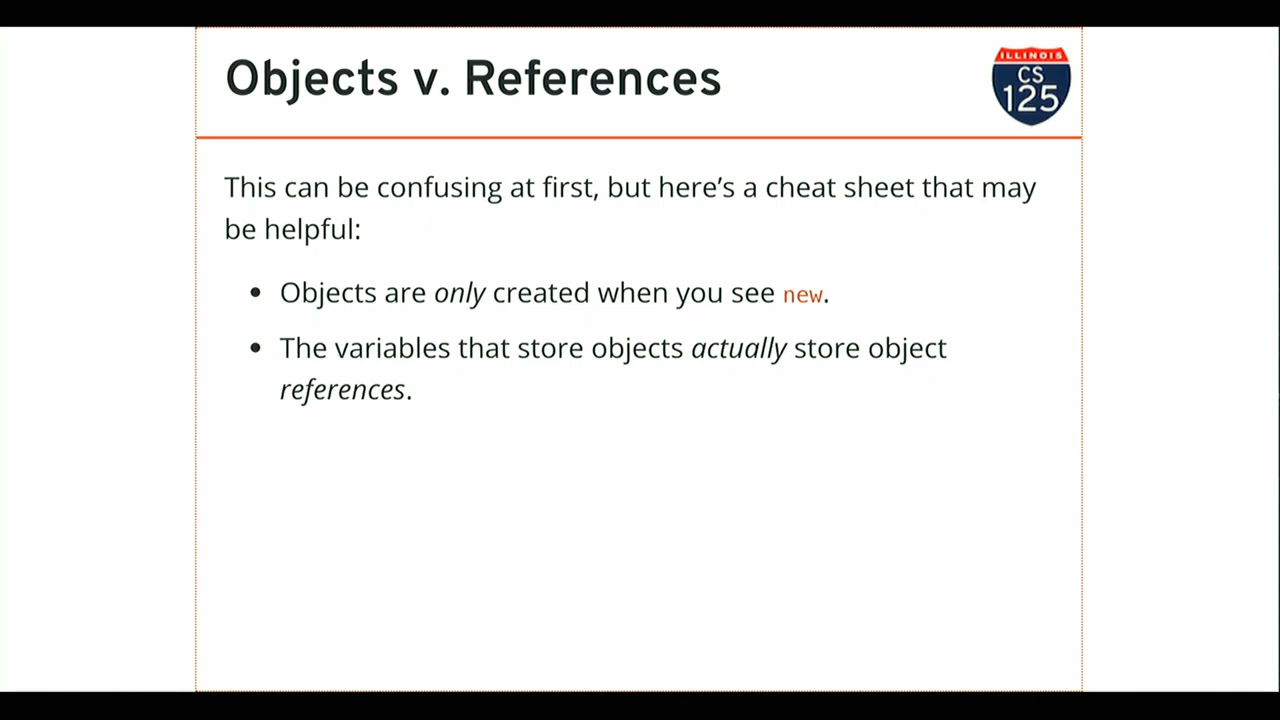 Objects v. References
ILLINOIS
CS
125
This can be confusing at first, but here’s a cheat sheet that may
be helpful:
• Objects are only created when you see new.
• The variables that store objects actually store object
references.